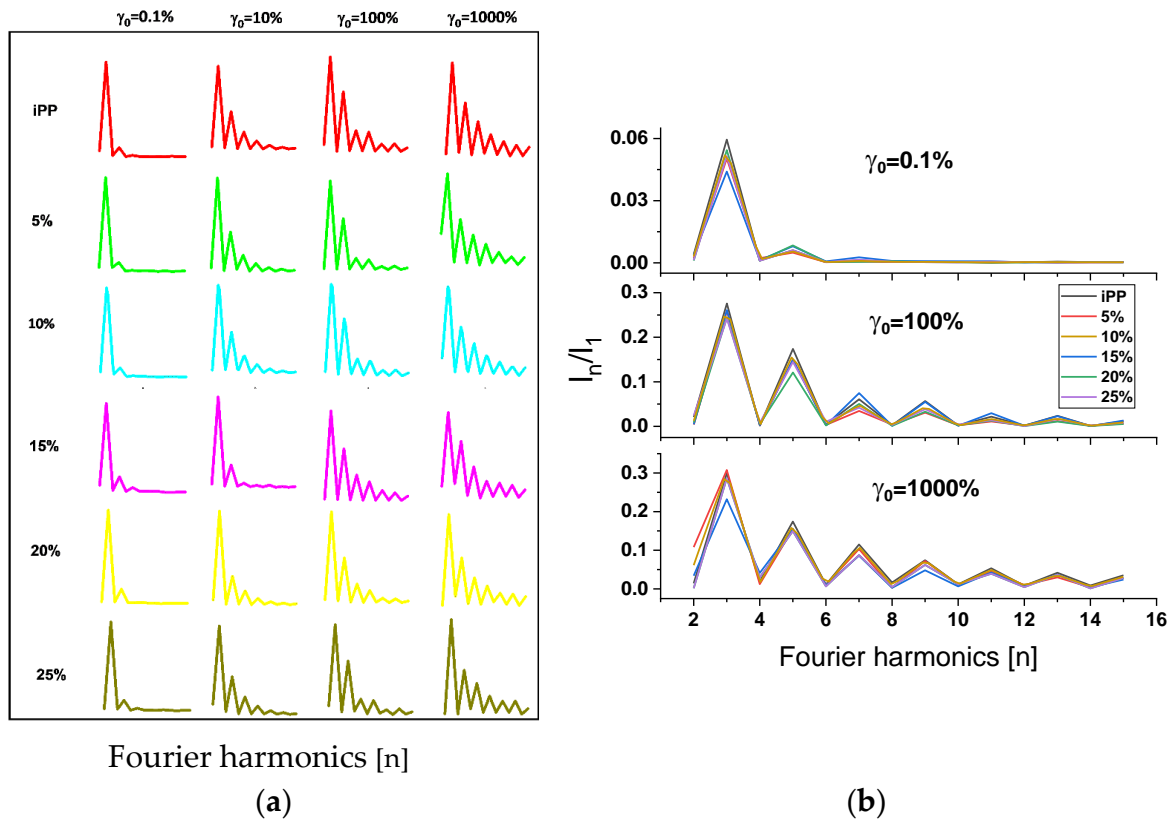 γ₀=0.1% γ₀=10% γ₀=100% γ₀=1000%
iPP
5%
10%
15%
20%
25%
Fourier harmonics [n]
(a)
0.06
0.03
0.00
γ₀=0.1%
0.3
0.2
0.1
0.0
γ₀=100%
iPP
5%
10%
15%
20%
25%
0.3
0.2
0.1
0.0
γ₀=1000%
Iₙ/I₁
2 4 6 8 10 12 14 16
Fourier harmonics [n]
(b)